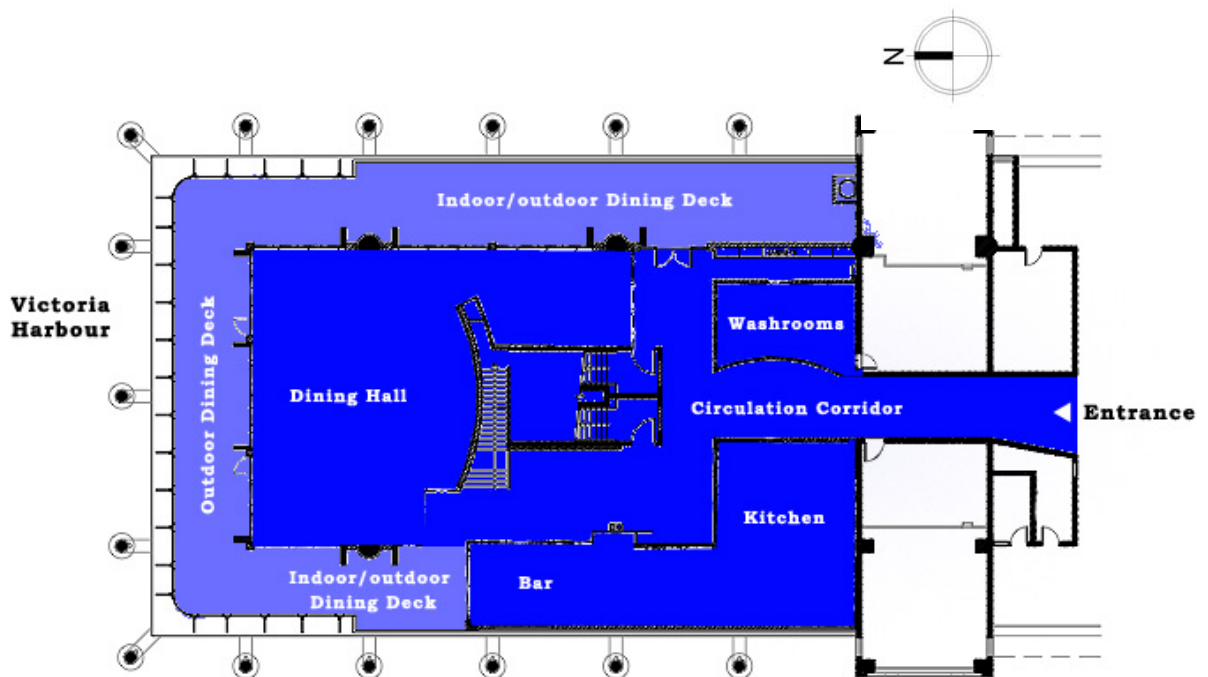 N
Indoor/outdoor Dining Deck
Victoria
Harbour
Outdoor Dining Deck
Washrooms
Dining Hall
Circulation Corridor
Entrance
Kitchen
Indoor/outdoor
Dining Deck
Bar